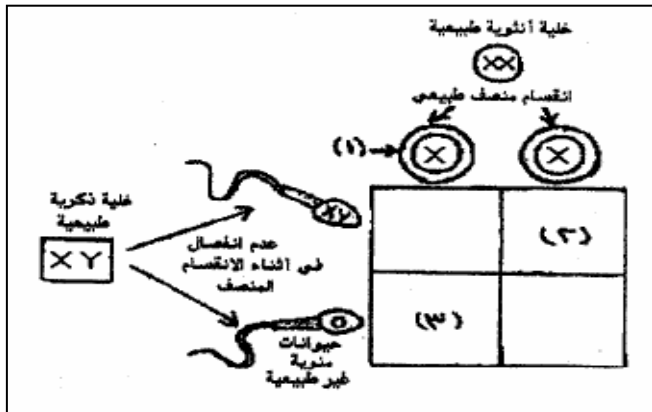 خلية أنثوية طبيعية
XX
انقسام منصف طبيعي
(١)
X
X
خلية ذكرية
طبيعية
X Y
XY
عدم انفصال
في أثناء الانقسام
المنصف
(٢)
(٣)
O
حيوانات
منوية
غير طبيعية